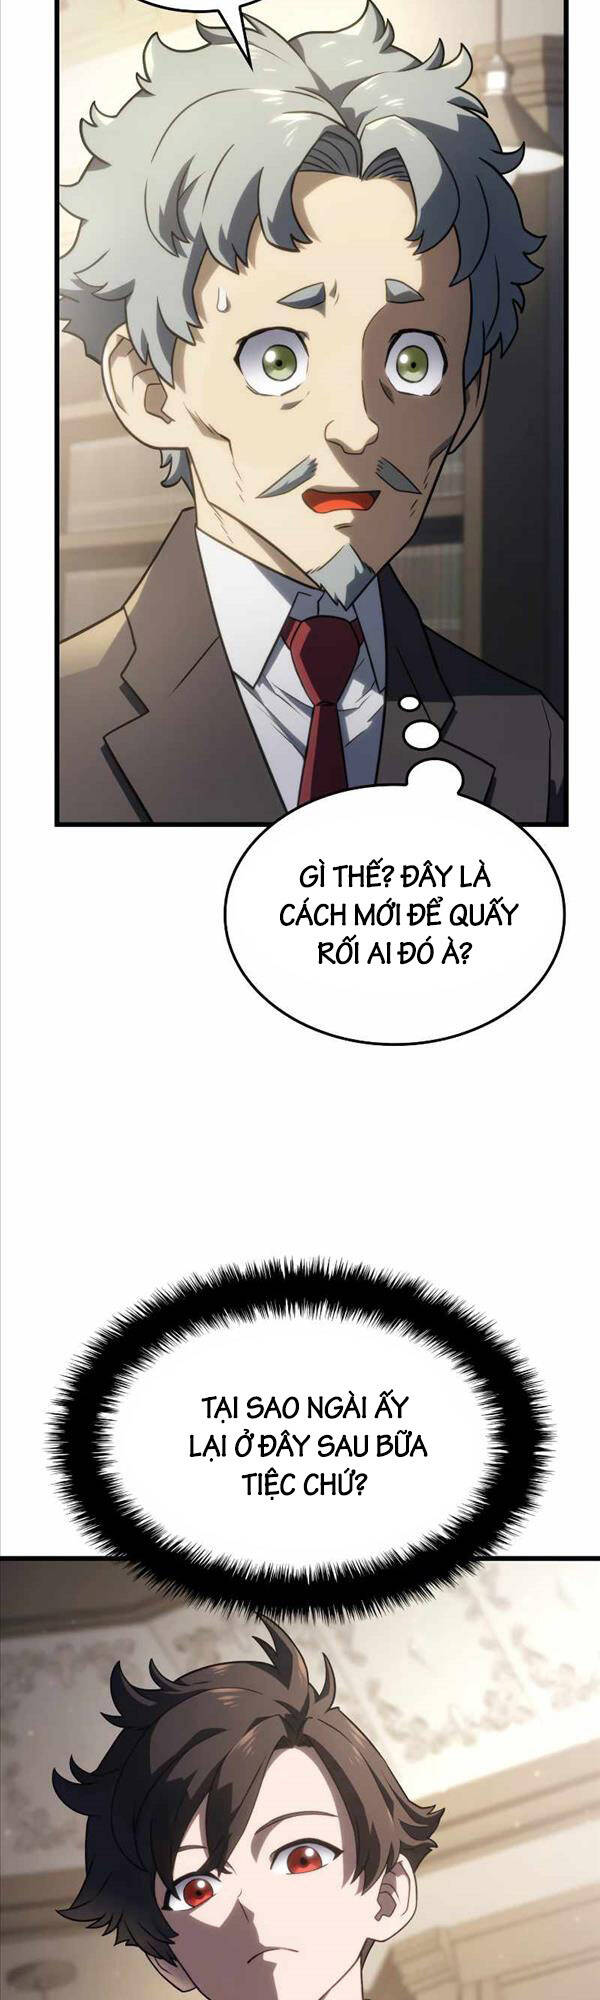 GÌ THẾ? ĐÂY LÀ
CÁCH MỚI ĐỂ QUẤY
RỐI AI ĐÓ À?
TẠI SAO NGÀI ẤY
LẠI Ở ĐÂY SAU BỮA
TIỆC CHỨ?